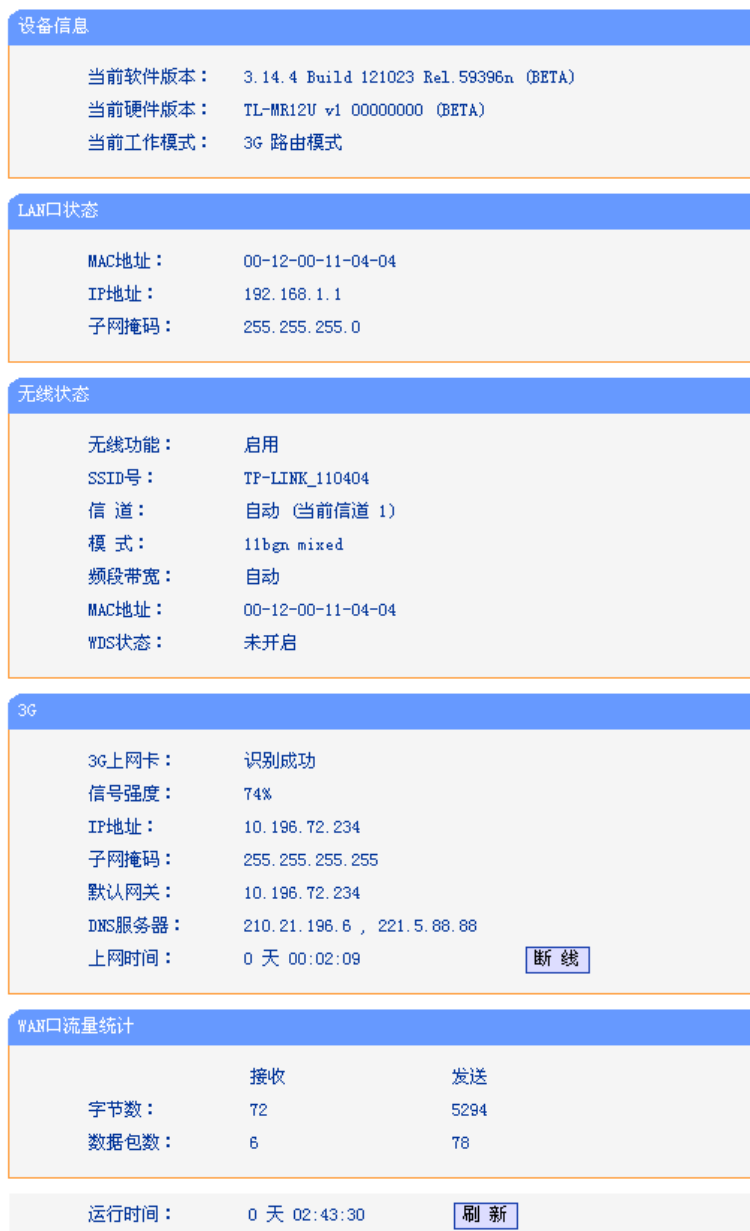 设备信息
当前软件版本： 3.14.4 Build 121023 Rel.59396n (BETA)
当前硬件版本： TL-MR12U v1 00000000 (BETA)
当前工作模式： 3G 路由模式
LAN口状态
MAC地址： 00-12-00-11-04-04
IP地址： 192.168.1.1
子网掩码： 255.255.255.0
无线状态
无线功能： 启用
SSID号： TP-LINK_110404
信 道： 自动 (当前信道 1)
模 式： 11bgn mixed
频段带宽： 自动
MAC地址： 00-12-00-11-04-04
WDS状态： 未开启
3G
3G上网卡： 识别成功
信号强度： 74%
IP地址： 10.196.72.234
子网掩码： 255.255.255.255
默认网关： 10.196.72.234
DNS服务器： 210.21.196.6 , 221.5.88.88
上网时间： 0 天 00:02:09 断 线
WAN口流量统计
接收 发送
字节数： 72 5294
数据包数： 6 78
运行时间： 0 天 02:43:30 刷 新